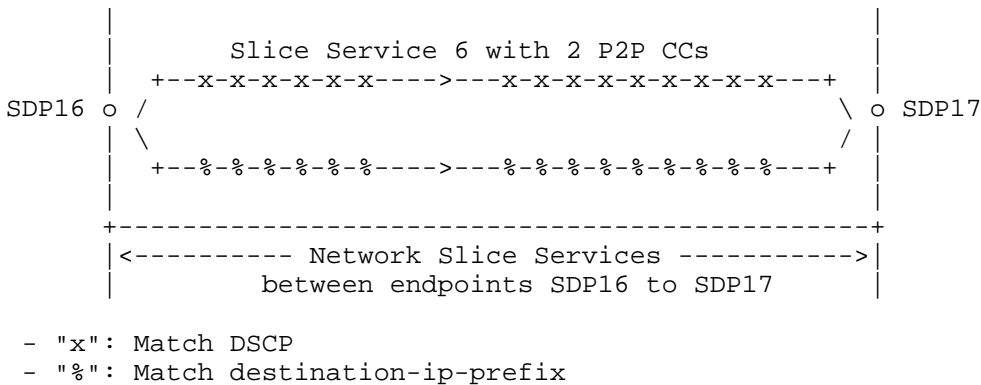 Slice Service 6 with 2 P2P CCs
+--x-x-x-x-x-x---->---x-x-x-x-x-x-x-x-x-x---+
SDP16 o / \ o SDP17
| \ / |
+--%-%-%-%-%-%---->---%-%-%-%-%-%-%-%-%-%---+
+------------------------------------------------+
|<---------- Network Slice Services ----------->|
| between endpoints SDP16 to SDP17 |
- "x": Match DSCP
- "%": Match destination-ip-prefix